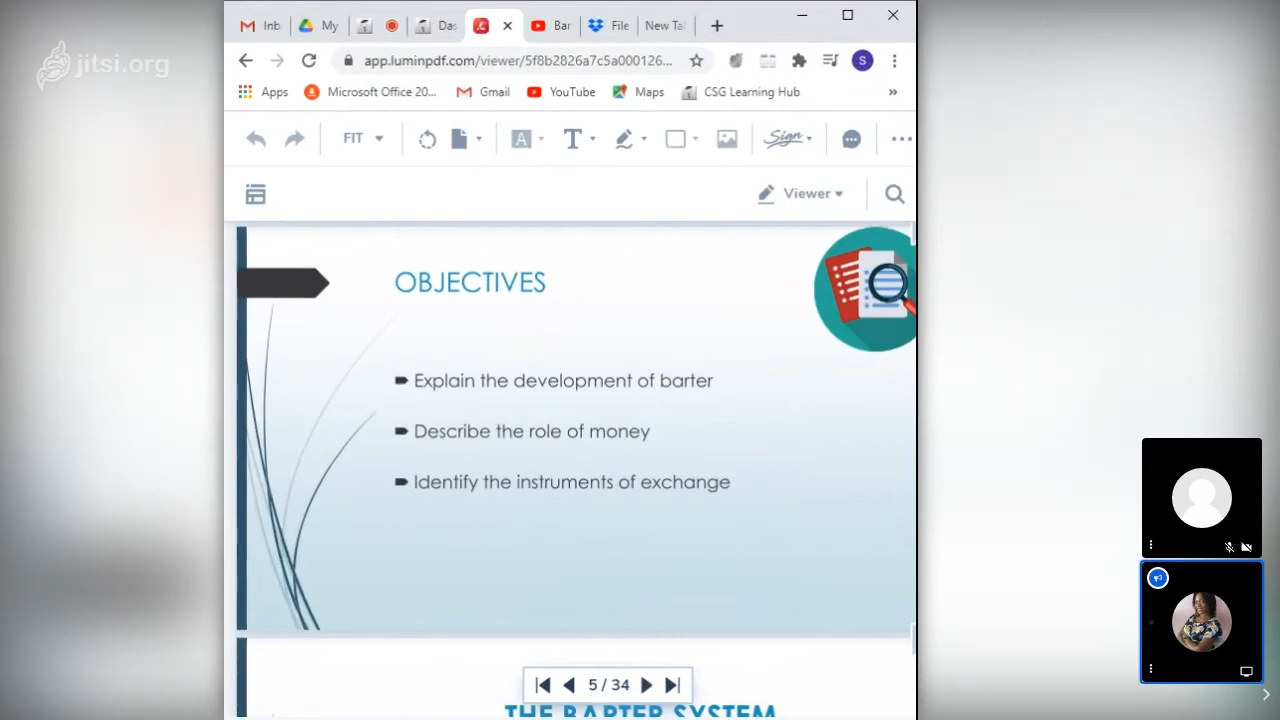 jitsi.org
Inb
My
Das
Bar
File
New Ta
app.luminpdf.com/viewer/5f8b2826a7c5a000126...
S
Apps
Microsoft Office 20...
Gmail
YouTube
Maps
CSG Learning Hub
»
FIT
A
T
Sign
Viewer
OBJECTIVES
Explain the development of barter
Describe the role of money
Identify the instruments of exchange
5 / 34
THE BARTER SYSTEM